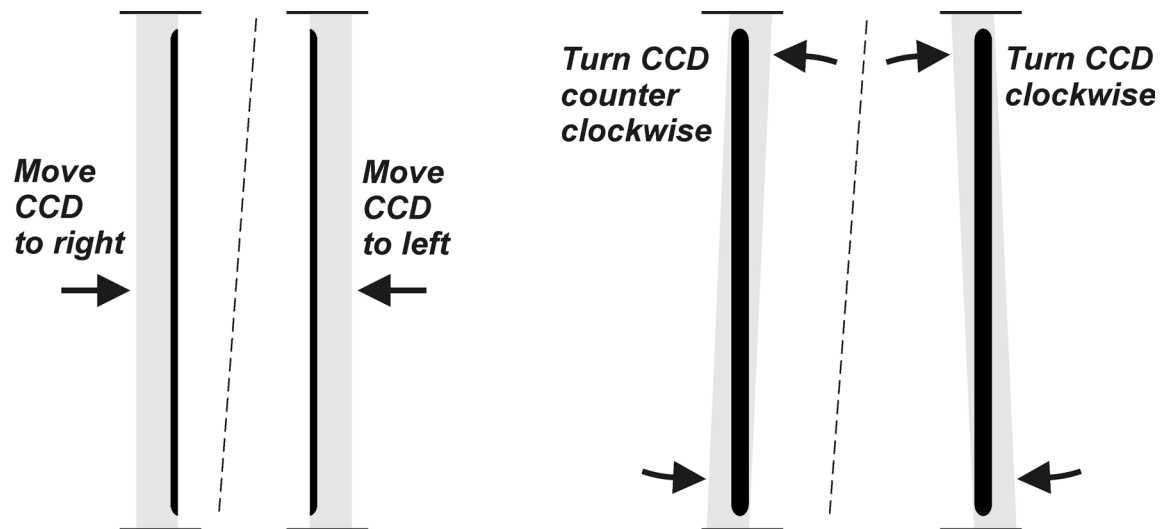 Move
CCD
to right
Move
CCD
to left
Turn CCD
counter
clockwise
Turn CCD
clockwise